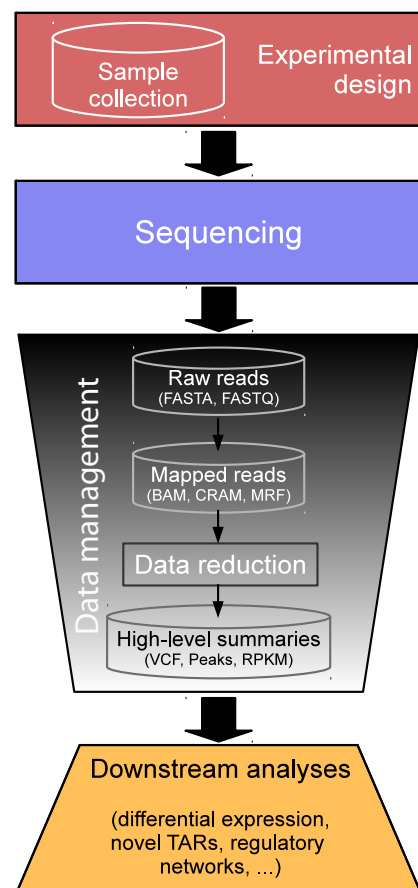 Sample
collection
Experimental
design
Sequencing
Data management
Raw reads
(FASTA, FASTQ)
Mapped reads
(BAM, CRAM, MRF)
Data reduction
High-level summaries
(VCF, Peaks, RPKM)
Downstream analyses
(differential expression,
novel TARs, regulatory
networks, ...)